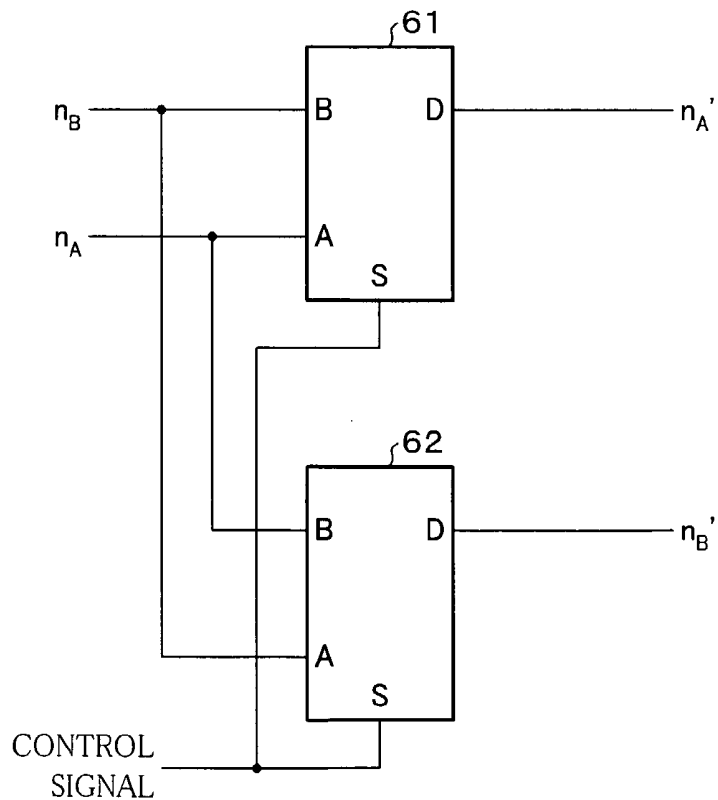 61
n_B B D n_A'
n_A A
S
62
B D n_B'
A
S
CONTROL
SIGNAL